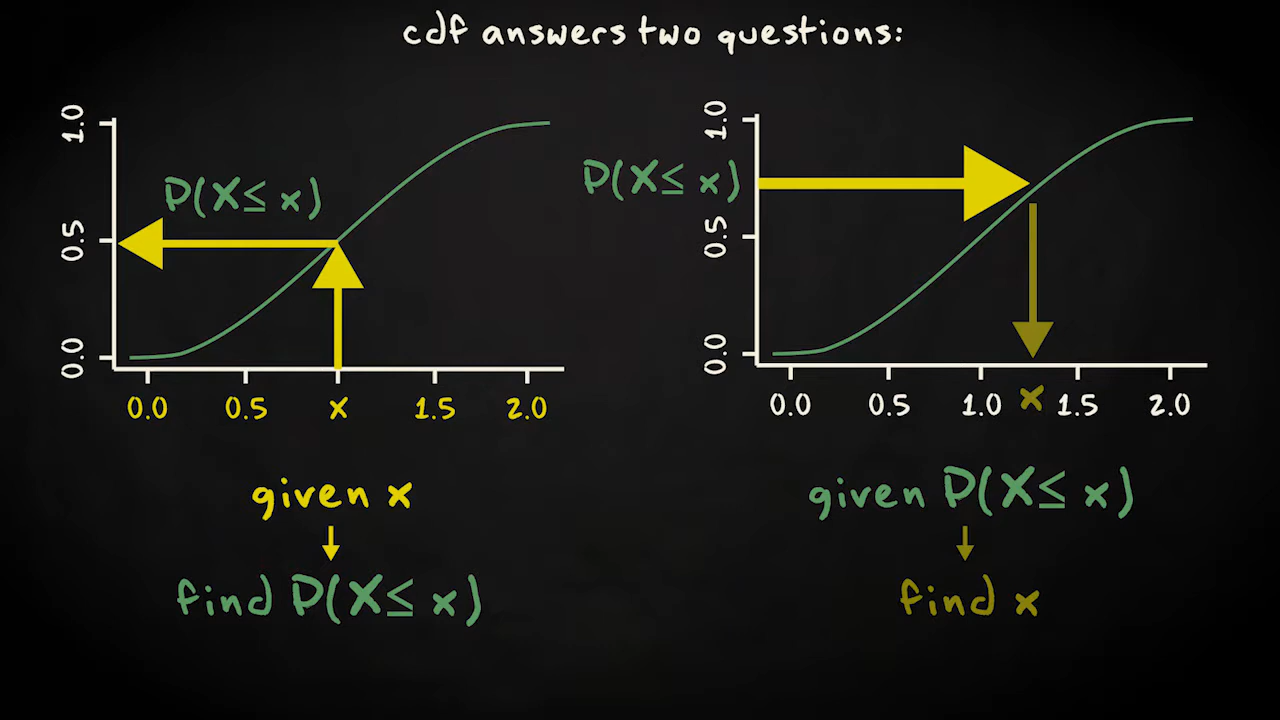 cdf answers two questions:
1.0
0.5
0.0
P(X≤ x)
0.0 0.5 x 1.5 2.0
given x
find P(X≤ x)
1.0
0.5
0.0
P(X≤ x)
0.0 0.5 1.0 x 1.5 2.0
given P(X≤ x)
find x